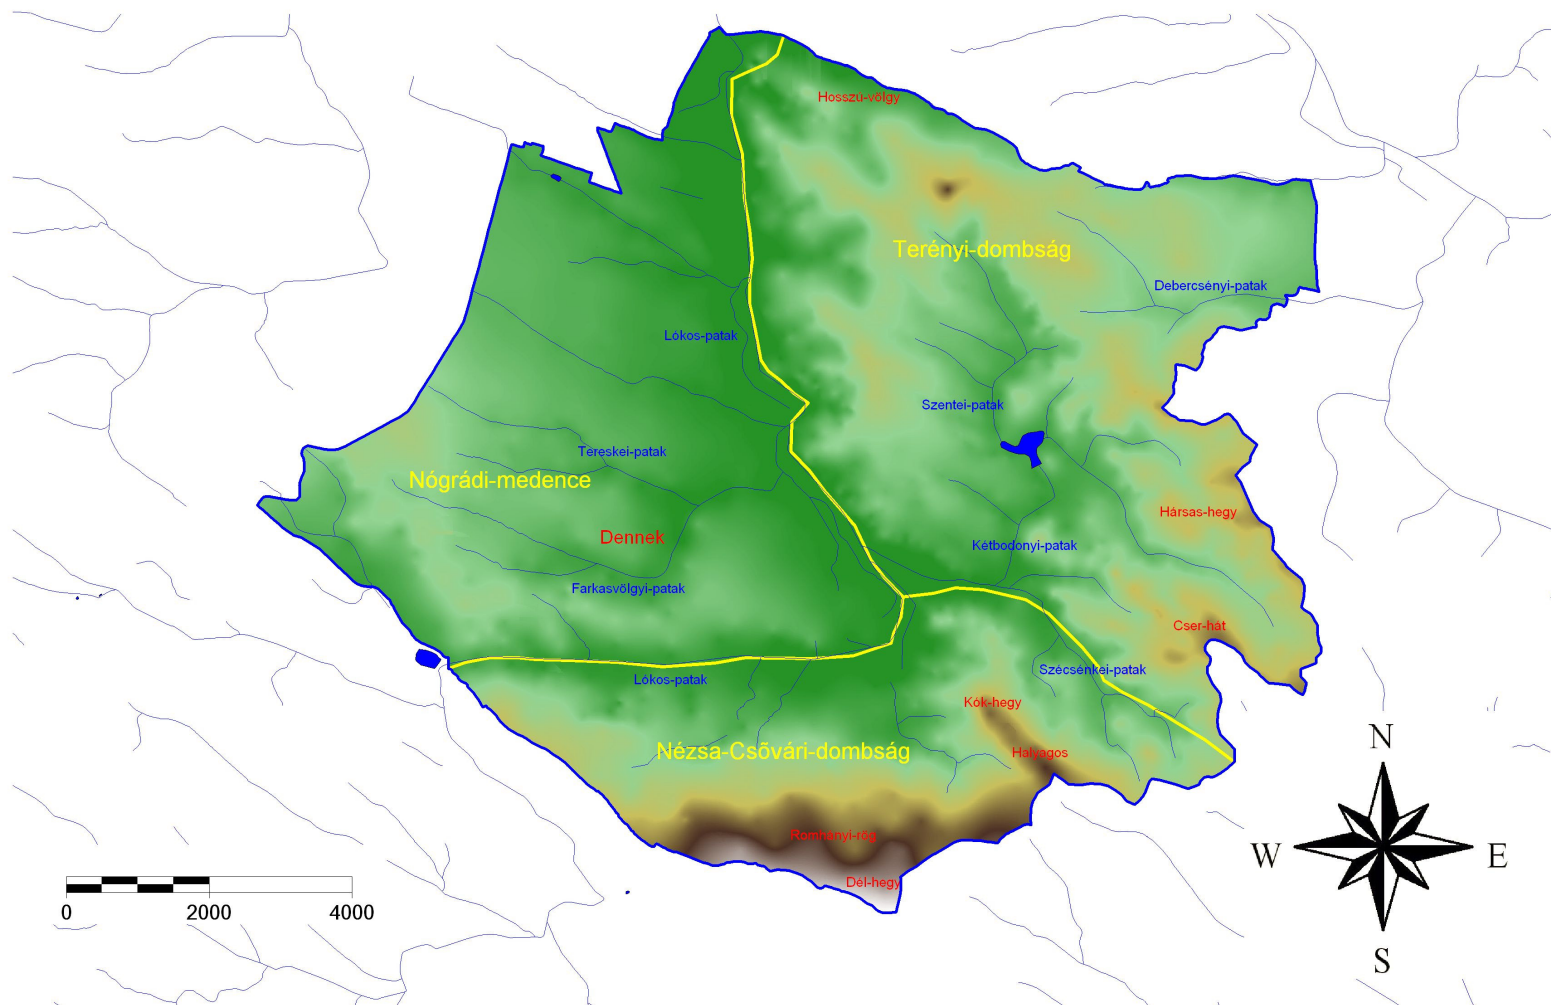 Hosszú-völgy
Terényi-dombság
Debercsényi-patak
Lókos-patak
Szentei-patak
Tereskei-patak
Nógrádi-medence
Hársas-hegy
Dennek
Kétbodonyi-patak
Farkasvölgyi-patak
Cser-hát
Szécsénkei-patak
Lókos-patak
Kók-hegy
Nézsa-Csõvári-dombság
Halyagos
Romhányi-rög
Dél-hegy
N
W
E
S
0 2000 4000